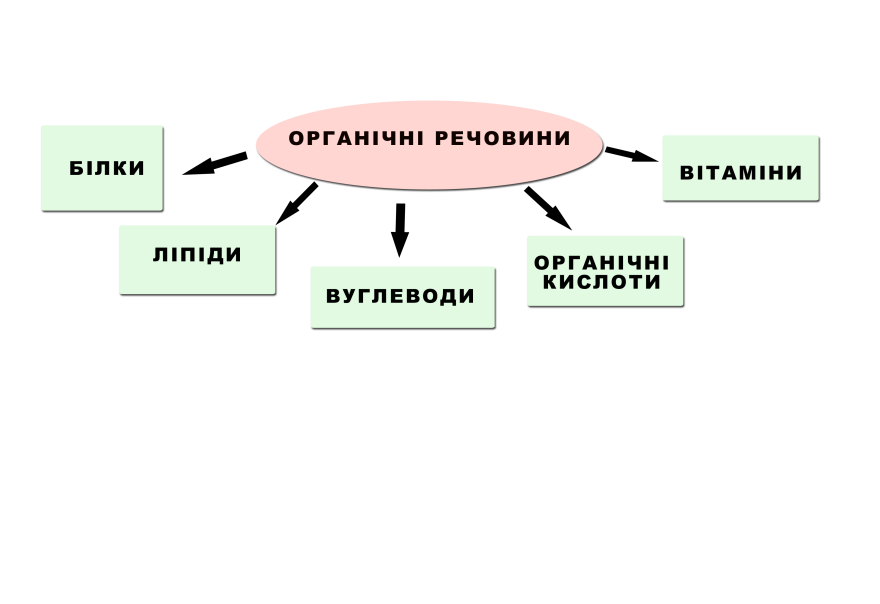 ОРГАНІЧНІ РЕЧОВИНИ
БІЛКИ
ВІТАМІНИ
ЛІПІДИ
ВУГЛЕВОДИ
ОРГАНІЧНІ
КИСЛОТИ